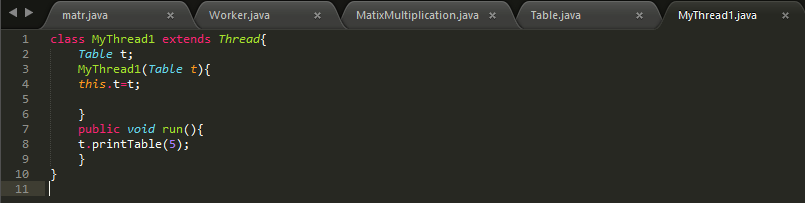 matr.java × Worker.java × MatixMultiplication.java × Table.java × MyThread1.java ×
1 class MyThread1 extends Thread{
2 Table t;
3 MyThread1(Table t){
4 this.t=t;
5
6 }
7 public void run(){
8 t.printTable(5);
9 }
10 }
11